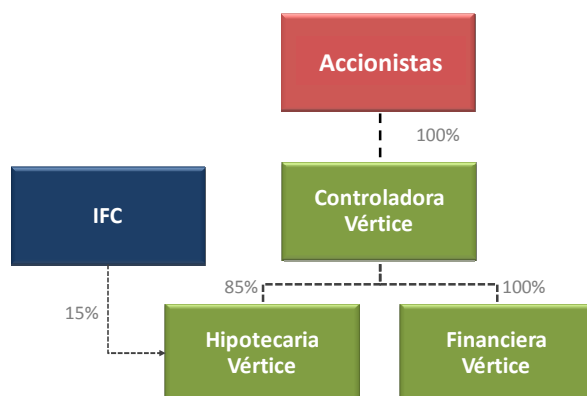 Accionistas
100%
IFC
Controladora
Vértice
85%
100%
15%
Hipotecaria
Vértice
Financiera
Vértice